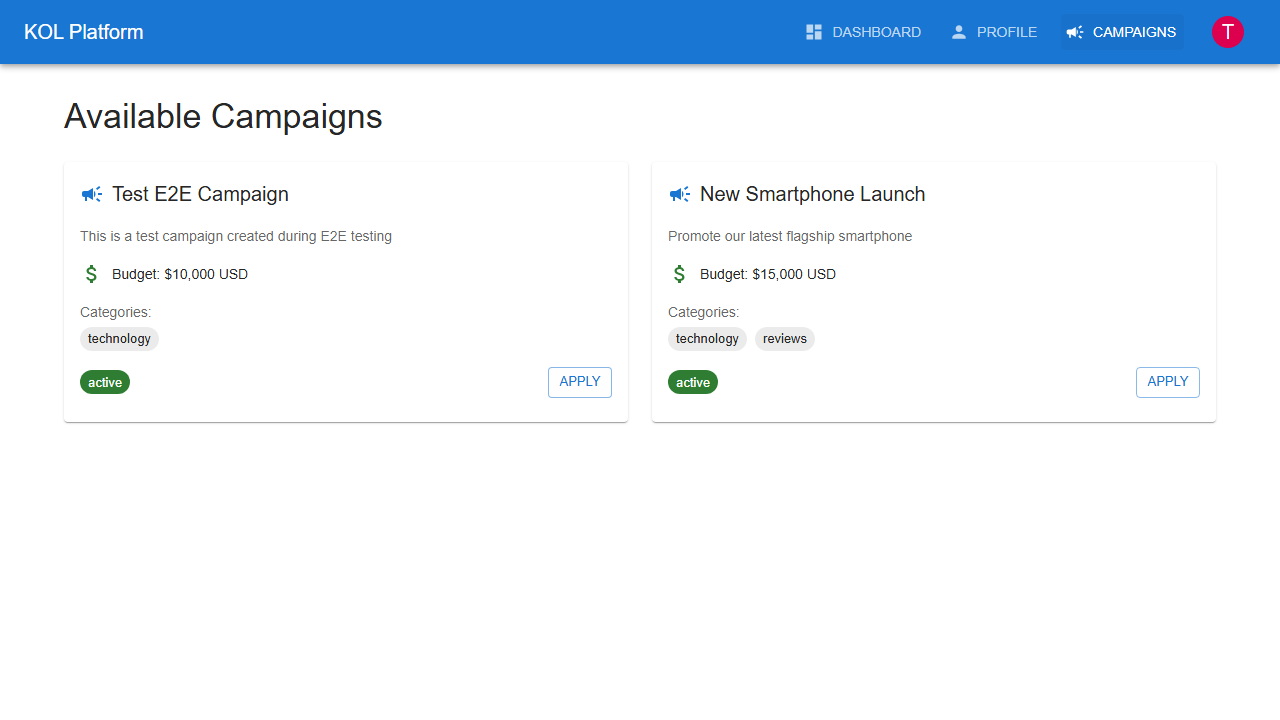 KOL Platform
DASHBOARD PROFILE CAMPAIGNS T
Available Campaigns
Test E2E Campaign
This is a test campaign created during E2E testing
$ Budget: $10,000 USD
Categories:
technology
active APPLY
New Smartphone Launch
Promote our latest flagship smartphone
$ Budget: $15,000 USD
Categories:
technology reviews
active APPLY